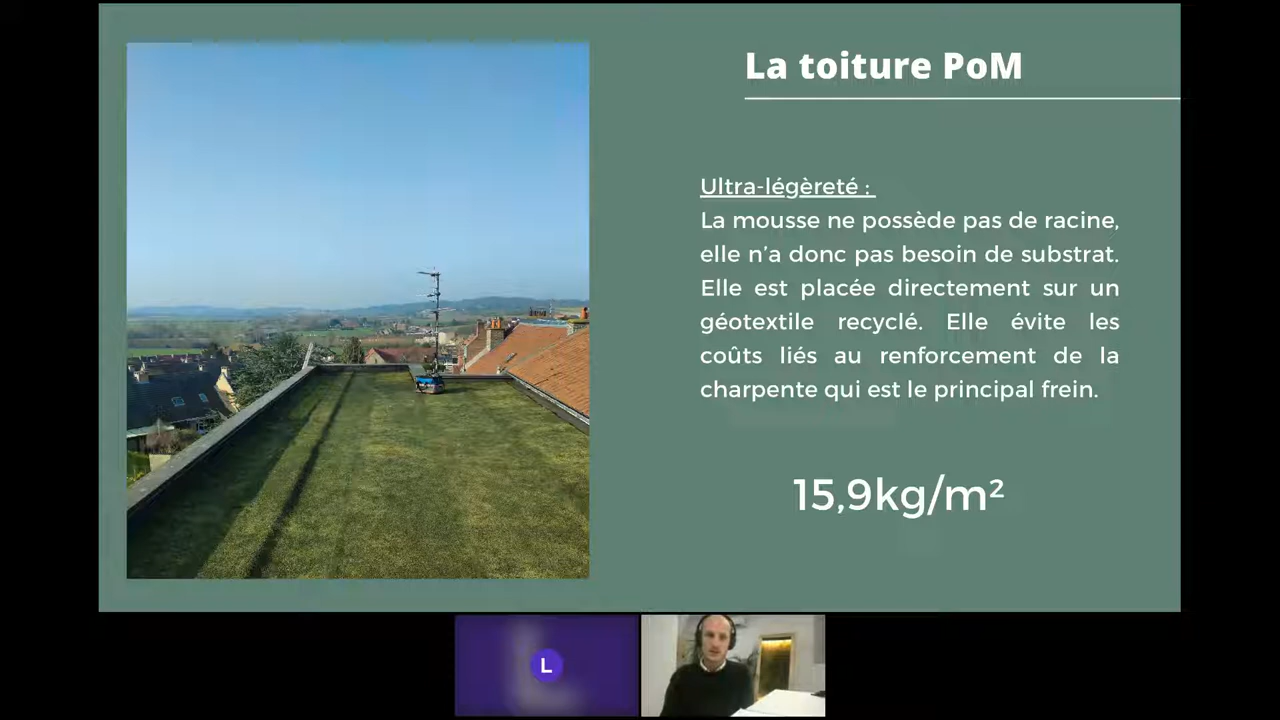 La toiture PoM
Ultra-légèreté :
La mousse ne possède pas de racine,
elle n'a donc pas besoin de substrat.
Elle est placée directement sur un
géotextile recyclé. Elle évite les
coûts liés au renforcement de la
charpente qui est le principal frein.
15,9kg/m²
L